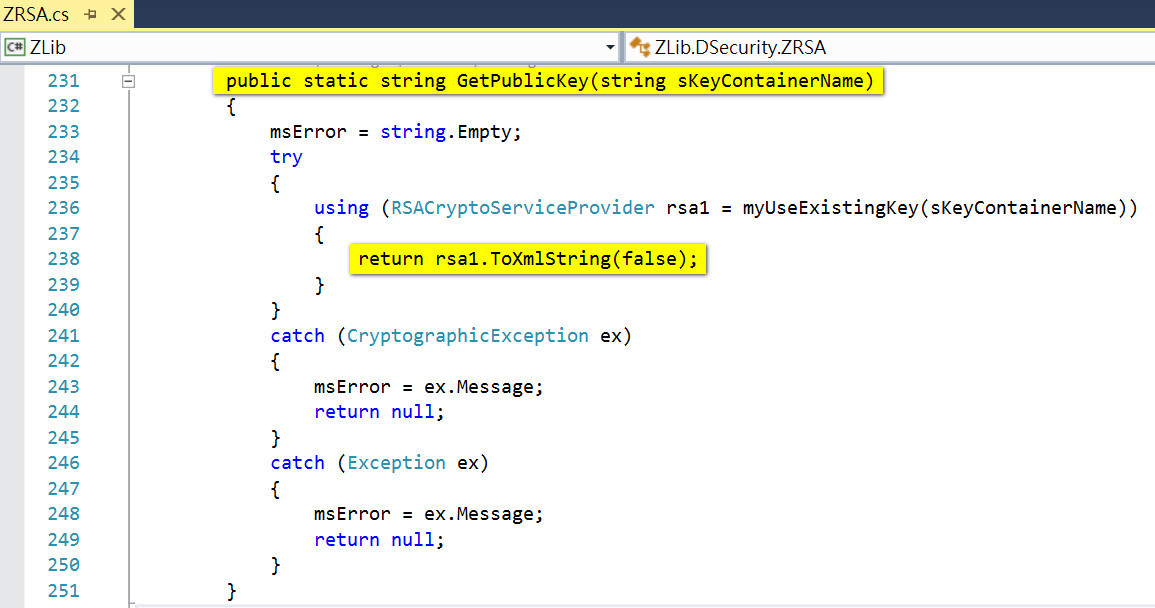 ZRSA.cs
C# ZLib ZLib.DSecurity.ZRSA
231 public static string GetPublicKey(string sKeyContainerName)
232 {
233 msError = string.Empty;
234 try
235 {
236 using (RSACryptoServiceProvider rsa1 = myUseExistingKey(sKeyContainerName))
237 {
238 return rsa1.ToXmlString(false);
239 }
240 }
241 catch (CryptographicException ex)
242 {
243 msError = ex.Message;
244 return null;
245 }
246 catch (Exception ex)
247 {
248 msError = ex.Message;
249 return null;
250 }
251 }